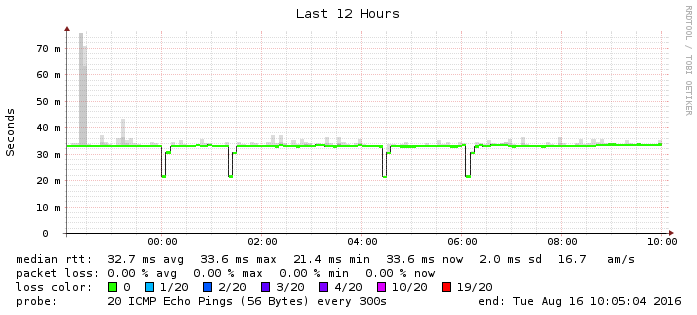 Last 12 Hours
RRDTOOL / TOBI OETIKER
Seconds
70 m
60 m
50 m
40 m
30 m
20 m
10 m
0
00:00 02:00 04:00 06:00 08:00 10:00
median rtt: 32.7 ms avg 33.6 ms max 21.4 ms min 33.6 ms now 2.0 ms sd 16.7 am/s
packet loss: 0.00 % avg 0.00 % max 0.00 % min 0.00 % now
loss color: 0 1/20 2/20 3/20 4/20 10/20 19/20
probe: 20 ICMP Echo Pings (56 Bytes) every 300s end: Tue Aug 16 10:05:04 2016